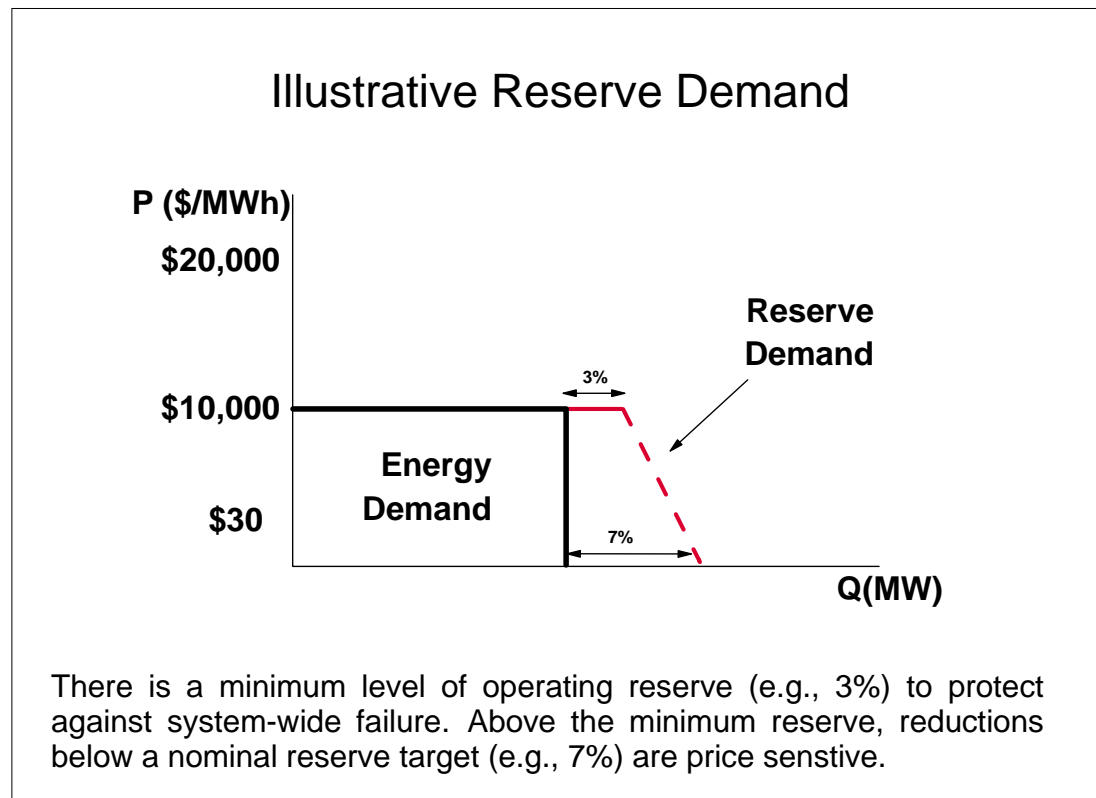 Illustrative Reserve Demand
P ($/MWh)
$20,000
Reserve
Demand
3%
$10,000
Energy
Demand
$30
7%
Q(MW)
There is a minimum level of operating reserve (e.g., 3%) to protect
against system-wide failure. Above the minimum reserve, reductions
below a nominal reserve target (e.g., 7%) are price senstive.